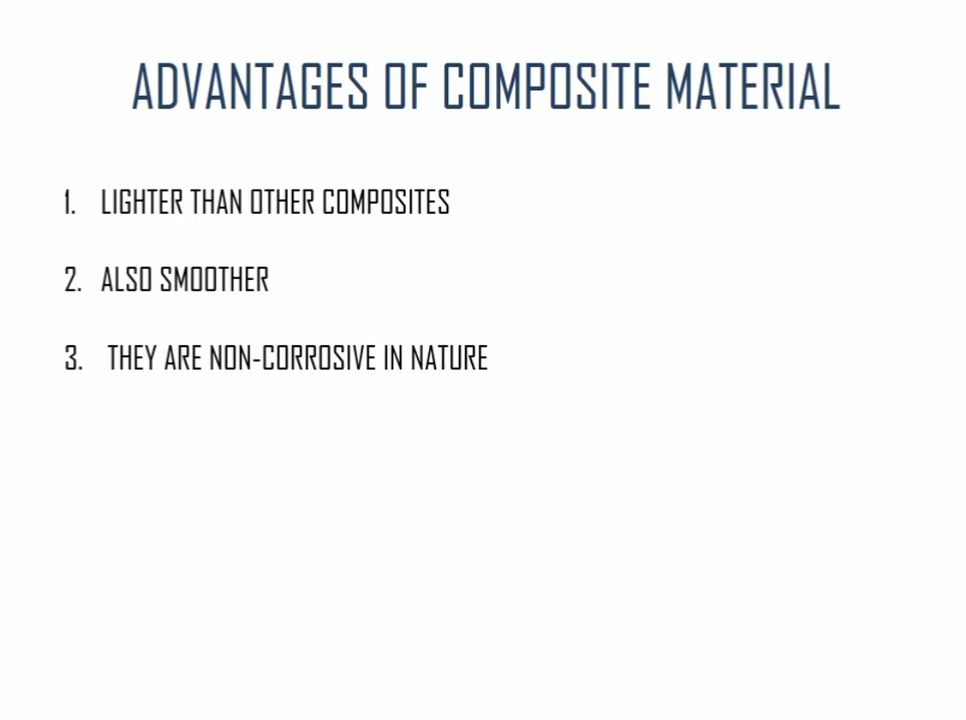 ADVANTAGES OF COMPOSITE MATERIAL
1. LIGHTER THAN OTHER COMPOSITES
2. ALSO SMOOTHER
3. THEY ARE NON-CORROSIVE IN NATURE